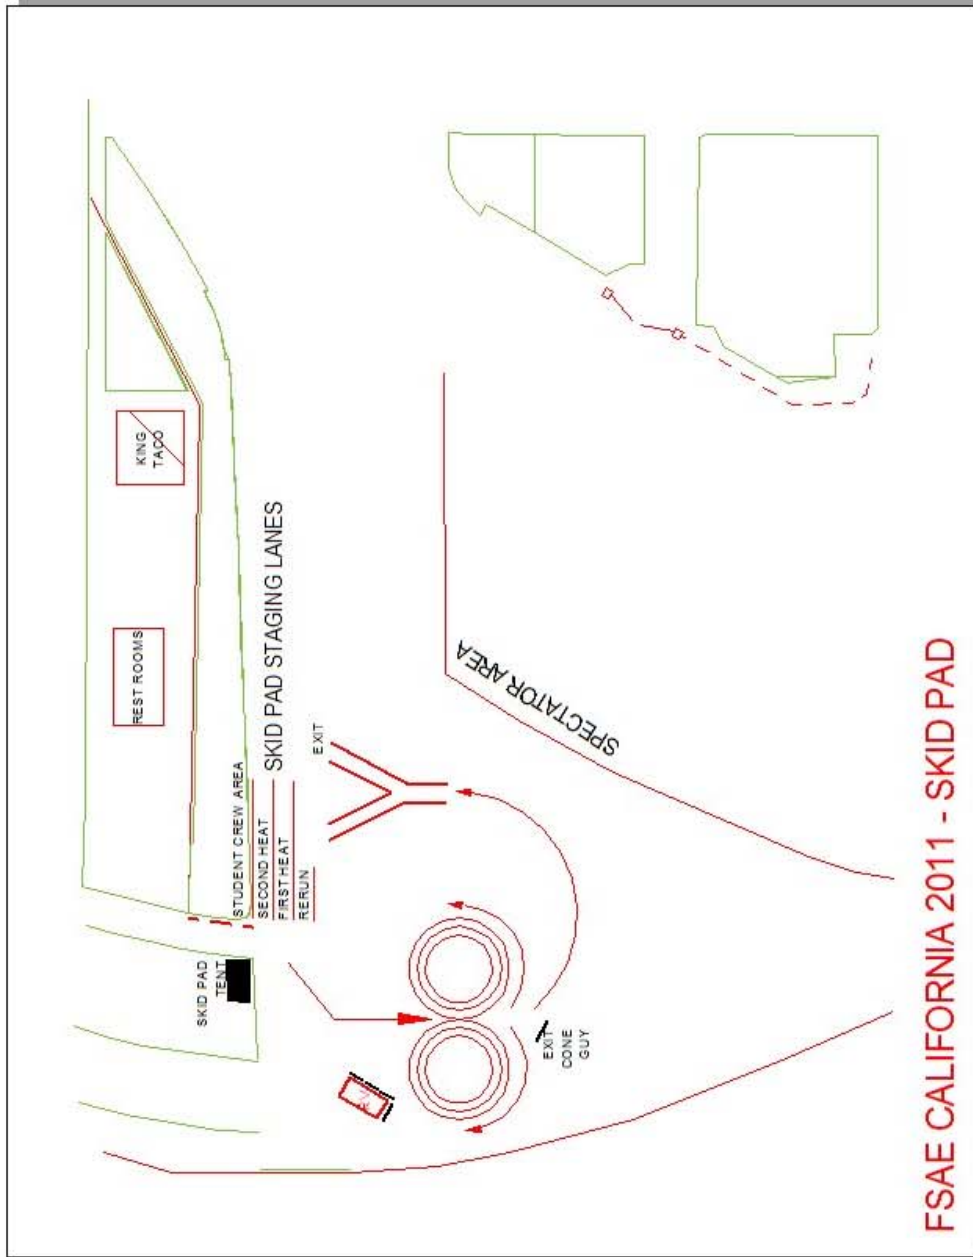 KING
TACO
REST ROOMS
SKID PAD STAGING LANES
STUDENT CREW AREA
SECOND HEAT
FIRST HEAT
RERUN
EXIT
SPECTATOR AREA
SKID PAD
TENT
EXIT
CONE
GUY
FSAE CALIFORNIA 2011 - SKID PAD